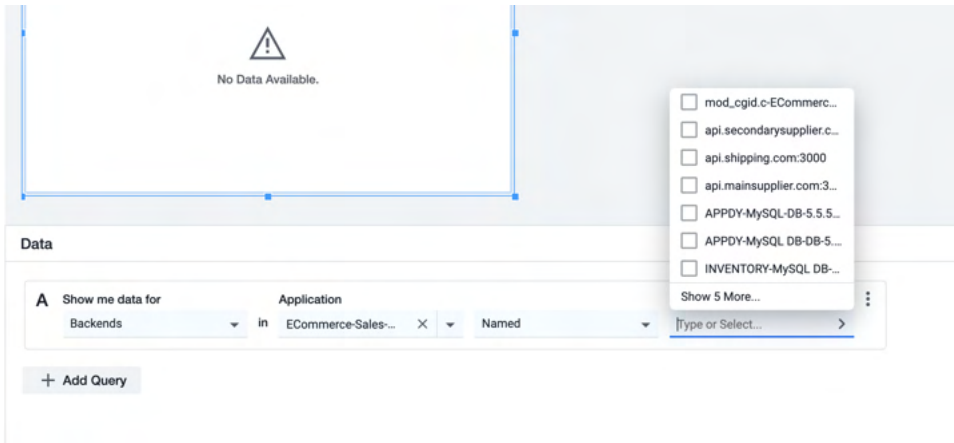 No Data Available.
mod_cgid.c-ECommerc...
api.secondarysupplier.c...
api.shipping.com:3000
api.mainsupplier.com:3...
APPDY-MySQL-DB-5.5.5...
APPDY-MySQL DB-DB-5....
INVENTORY-MySQL DB-...
Show 5 More...
Data
A Show me data for Application
Backends in ECommerce-Sales-... Named Type or Select...
+ Add Query